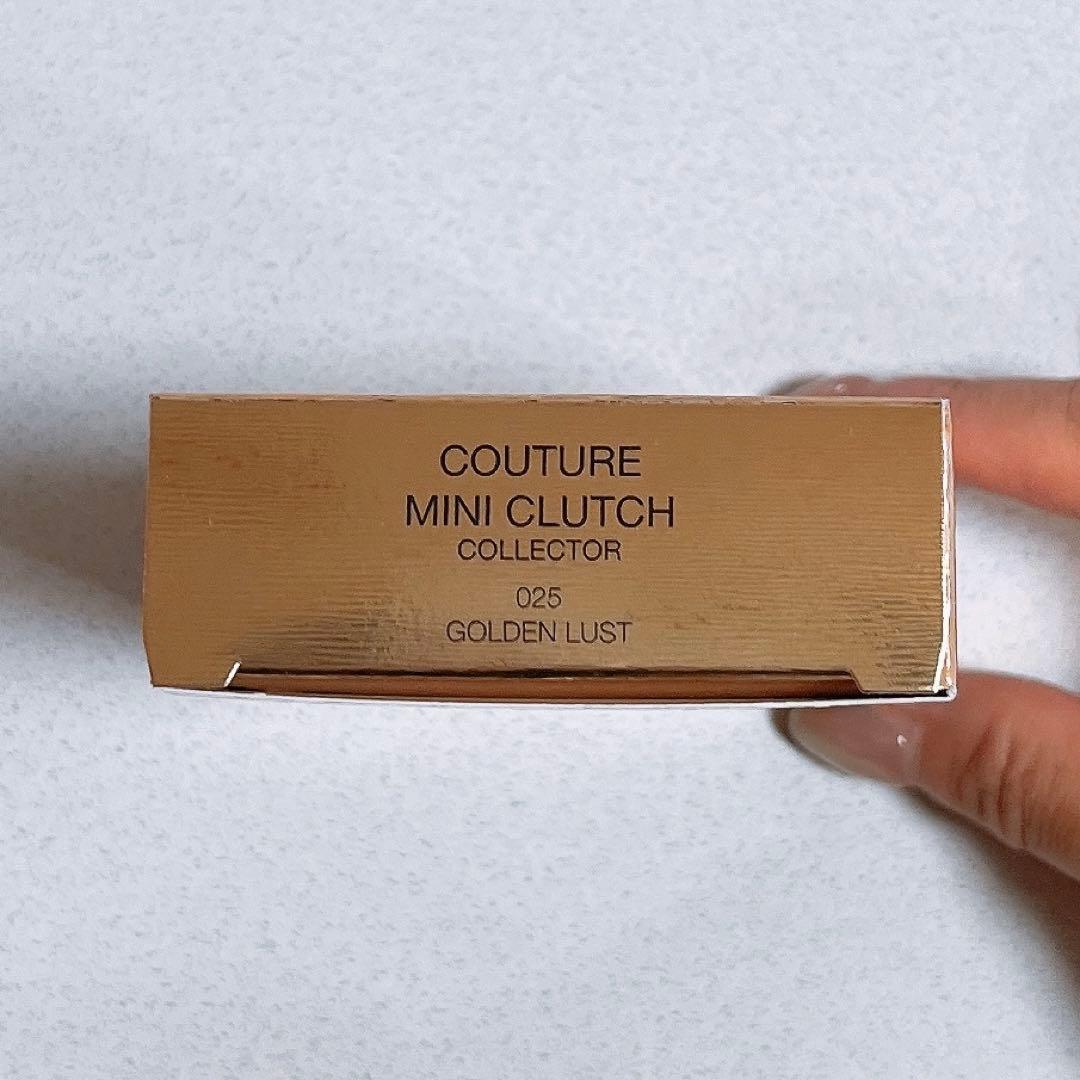 COUTURE
MINI CLUTCH
COLLECTOR
025
GOLDEN LUST